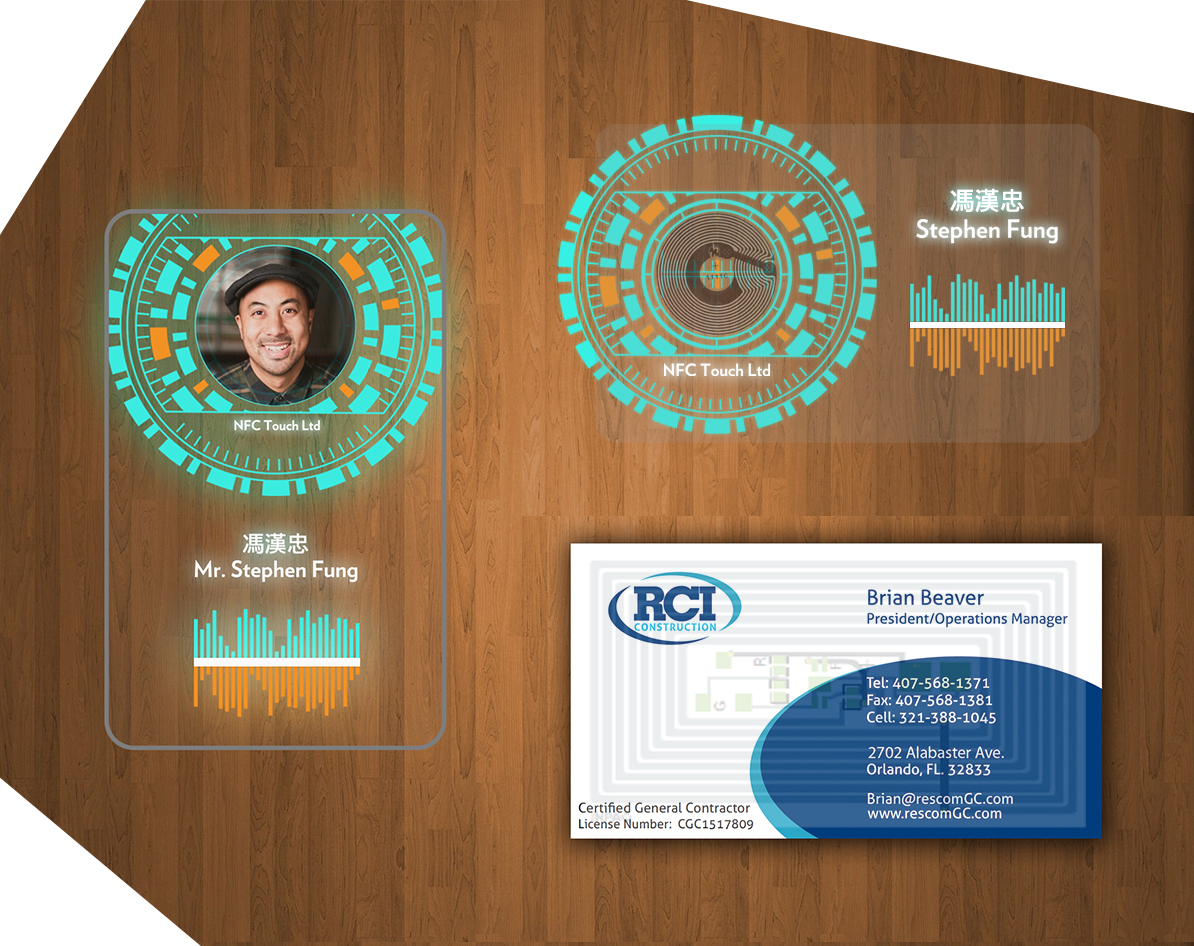 NFC Touch Ltd
馮漢忠
Mr. Stephen Fung
馮漢忠
Stephen Fung
NFC Touch Ltd
RCI
CONSTRUCTION
Brian Beaver
President/Operations Manager
R
G
Tel: 407-568-1371
Fax: 407-568-1381
Cell: 321-388-1045
2702 Alabaster Ave.
Orlando, FL. 32833
Brian@rescomGC.com
www.rescomGC.com
Certified General Contractor
License Number: CGC1517809